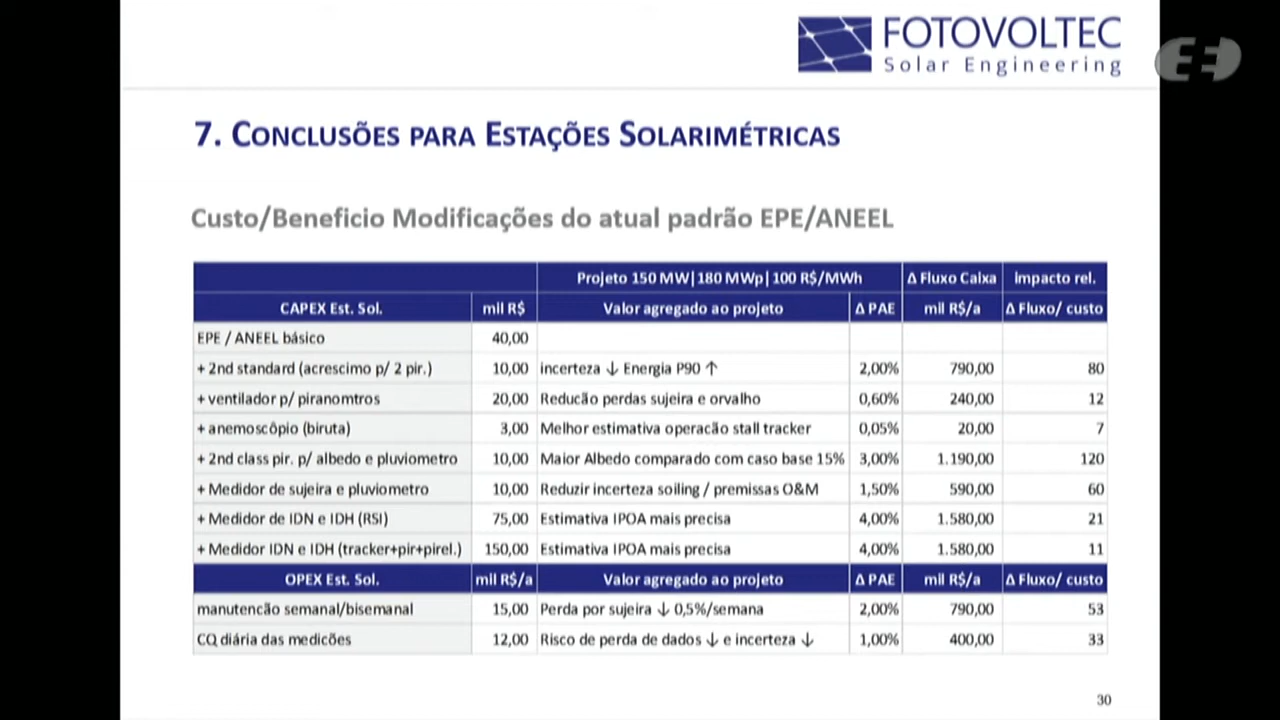 FOTOVOLTEC
Solar Engineering
7. CONCLUSÕES PARA ESTAÇÕES SOLARIMÉTRICAS
Custo/Beneficio Modificações do atual padrão EPE/ANEEL
Projeto 150 MW|180 MWp|100 R$/MWh Δ Fluxo Caixa impacto rel.
CAPEX Est. Sol. mil R$ Valor agregado ao projeto Δ PAE mil R$/a Δ Fluxo/ custo
EPE / ANEEL básico 40,00
+ 2nd standard (acrescimo p/ 2 pir.) 10,00 incerteza ↓ Energia P90 ↑ 2,00% 790,00 80
+ ventilador p/ piranomtros 20,00 Reducão perdas sujeira e orvalho 0,60% 240,00 12
+ anemoscòpio (biruta) 3,00 Melhor estimativa operacão stall tracker 0,05% 20,00 7
+ 2nd class pir. p/ albedo e pluviometro 10,00 Maior Albedo comparado com caso base 15% 3,00% 1.190,00 120
+ Medidor de sujeira e pluviometro 10,00 Reduzir incerteza soiling / premissas O&M 1,50% 590,00 60
+ Medidor de IDN e IDH (RSI) 75,00 Estimativa IPOA mais precisa 4,00% 1.580,00 21
+ Medidor IDN e IDH (tracker+pir+pirel.) 150,00 Estimativa IPOA mais precisa 4,00% 1.580,00 11
OPEX Est. Sol. mil R$/a Valor agregado ao projeto Δ PAE mil R$/a Δ Fluxo/ custo
manutencão semanal/bisemanal 15,00 Perda por sujeira ↓ 0,5%/semana 2,00% 790,00 53
CQ diária das medicões 12,00 Risco de perda de dados ↓ e incerteza ↓ 1,00% 400,00 33
30